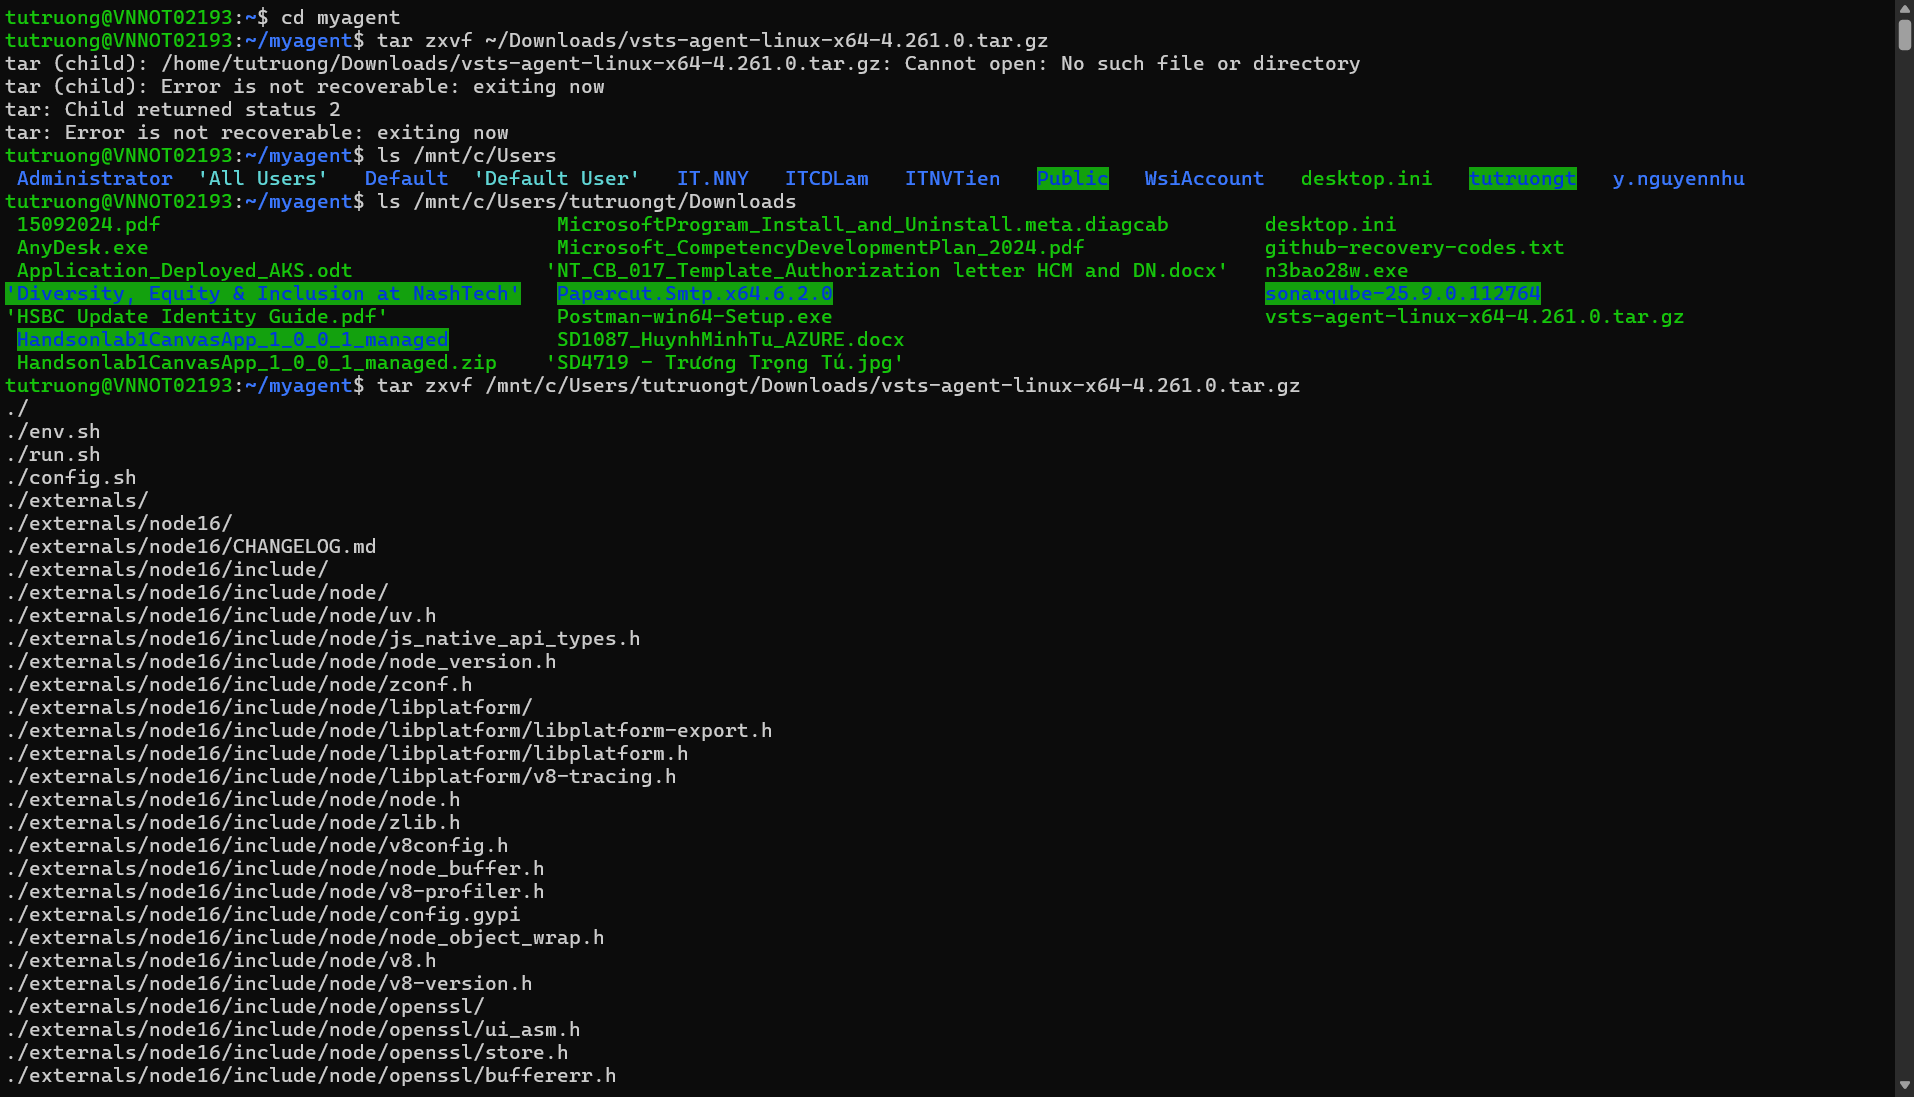 tutruong@VNNOT02193:~$ cd myagent
tutruong@VNNOT02193:~/myagent$ tar zxvf ~/Downloads/vsts-agent-linux-x64-4.261.0.tar.gz
tar (child): /home/tutruong/Downloads/vsts-agent-linux-x64-4.261.0.tar.gz: Cannot open: No such file or directory
tar (child): Error is not recoverable: exiting now
tar: Child returned status 2
tar: Error is not recoverable: exiting now
tutruong@VNNOT02193:~/myagent$ ls /mnt/c/Users
Administrator 'All Users' Default 'Default User' IT.NNY ITCDLam ITNVTien Public WsiAccount desktop.ini tutruongt y.nguyennhu
tutruong@VNNOT02193:~/myagent$ ls /mnt/c/Users/tutruongt/Downloads
15092024.pdf MicrosoftProgram_Install_and_Uninstall.meta.diagcab desktop.ini
AnyDesk.exe Microsoft_CompetencyDevelopmentPlan_2024.pdf github-recovery-codes.txt
Application_Deployed_AKS.odt 'NT_CB_017_Template_Authorization letter HCM and DN.docx' n3bao28w.exe
'Diversity, Equity & Inclusion at NashTech' Papercut.Smtp.x64.6.2.0 sonarqube-25.9.0.112764
'HSBC Update Identity Guide.pdf' Postman-win64-Setup.exe vsts-agent-linux-x64-4.261.0.tar.gz
Handsonlab1CanvasApp_1_0_0_1_managed SD1087_HuynhMinhTu_AZURE.docx
Handsonlab1CanvasApp_1_0_0_1_managed.zip 'SD4719 - Trương Trọng Tú.jpg'
tutruong@VNNOT02193:~/myagent$ tar zxvf /mnt/c/Users/tutruongt/Downloads/vsts-agent-linux-x64-4.261.0.tar.gz
./
./env.sh
./run.sh
./config.sh
./externals/
./externals/node16/
./externals/node16/CHANGELOG.md
./externals/node16/include/
./externals/node16/include/node/
./externals/node16/include/node/uv.h
./externals/node16/include/node/js_native_api_types.h
./externals/node16/include/node/node_version.h
./externals/node16/include/node/zconf.h
./externals/node16/include/node/libplatform/
./externals/node16/include/node/libplatform/libplatform-export.h
./externals/node16/include/node/libplatform/libplatform.h
./externals/node16/include/node/libplatform/v8-tracing.h
./externals/node16/include/node/node.h
./externals/node16/include/node/zlib.h
./externals/node16/include/node/v8config.h
./externals/node16/include/node/node_buffer.h
./externals/node16/include/node/v8-profiler.h
./externals/node16/include/node/config.gypi
./externals/node16/include/node/node_object_wrap.h
./externals/node16/include/node/v8.h
./externals/node16/include/node/v8-version.h
./externals/node16/include/node/openssl/
./externals/node16/include/node/openssl/ui_asm.h
./externals/node16/include/node/openssl/store.h
./externals/node16/include/node/openssl/buffererr.h